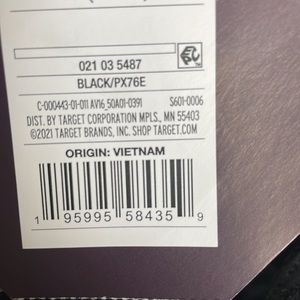 021 03 5487
BLACK/PX76E
C-000443-01-011 AV16_50A01-0391 S601-0006
DIST. BY TARGET CORPORATION MPLS., MN 55403
©2021 TARGET BRANDS, INC. SHOP TARGET.COM
ORIGIN: VIETNAM
1 95995 58435 9